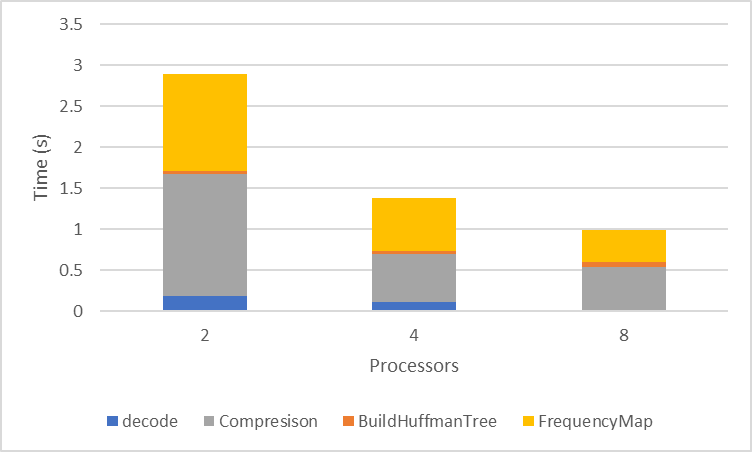 3.5
3
2.5
2
1.5
1
0.5
0
Time (s)
2 4 8
Processors
decode Compresison BuildHuffmanTree FrequencyMap